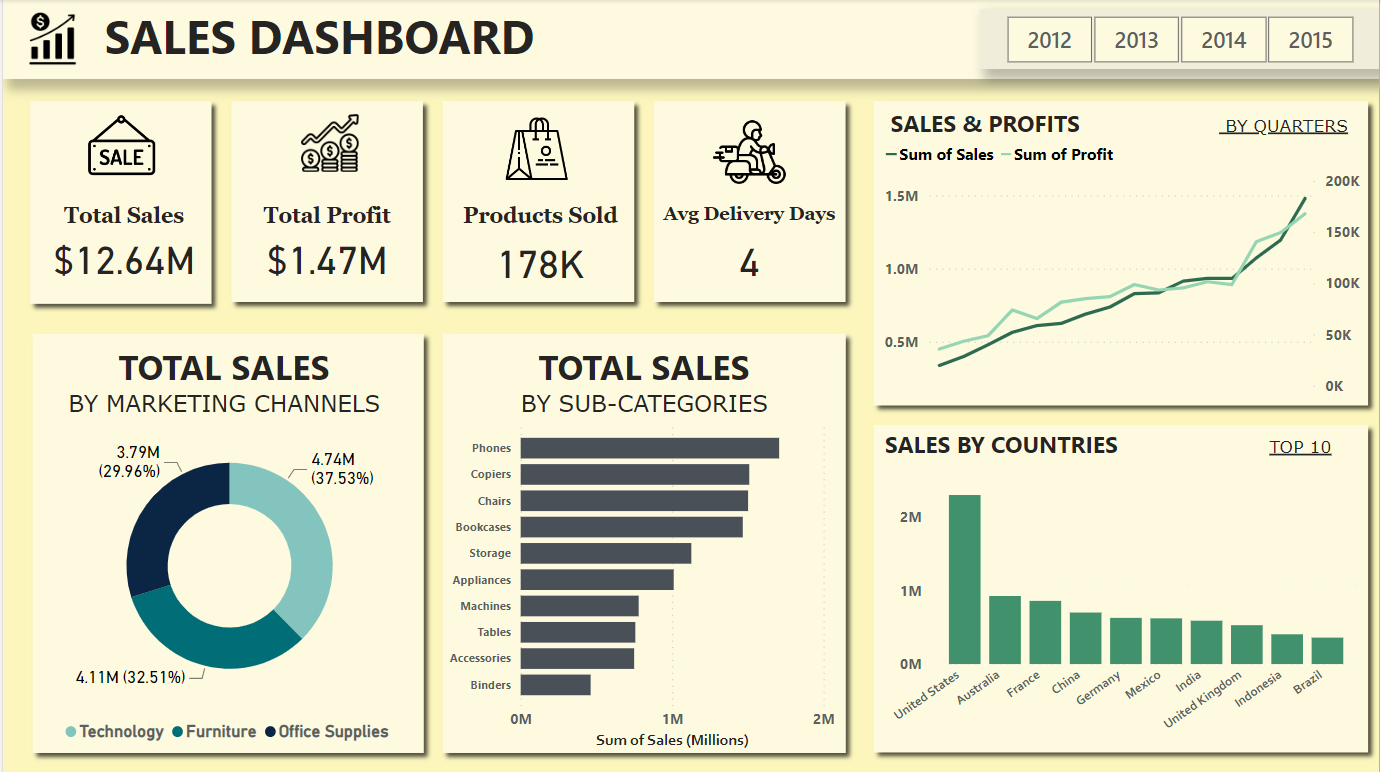 SALES DASHBOARD
2012
2013
2014
2015
SALE
Total Sales
$12.64M
Total Profit
$1.47M
Products Sold
178K
Avg Delivery Days
4
SALES & PROFITS
BY QUARTERS
Sum of Sales
Sum of Profit
1.5M
1.0M
0.5M
200K
150K
100K
50K
0K
TOTAL SALES
BY MARKETING CHANNELS
3.79M
(29.96%)
4.74M
(37.53%)
4.11M (32.51%)
Technology
Furniture
Office Supplies
TOTAL SALES
BY SUB-CATEGORIES
Phones
Copiers
Chairs
Bookcases
Storage
Appliances
Machines
Tables
Accessories
Binders
0M
1M
2M
Sum of Sales (Millions)
SALES BY COUNTRIES
TOP 10
2M
1M
0M
United States
Australia
France
China
Germany
Mexico
India
United Kingdom
Indonesia
Brazil